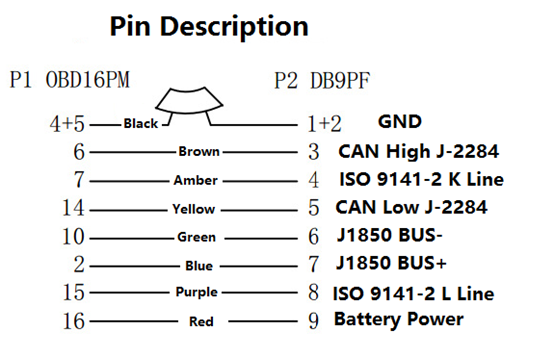 Pin Description
P1 OBD16PM P2 DB9PF
4+5 Black 1+2 GND
6 Brown 3 CAN High J-2284
7 Amber 4 ISO 9141-2 K Line
14 Yellow 5 CAN Low J-2284
10 Green 6 J1850 BUS-
2 Blue 7 J1850 BUS+
15 Purple 8 ISO 9141-2 L Line
16 Red 9 Battery Power